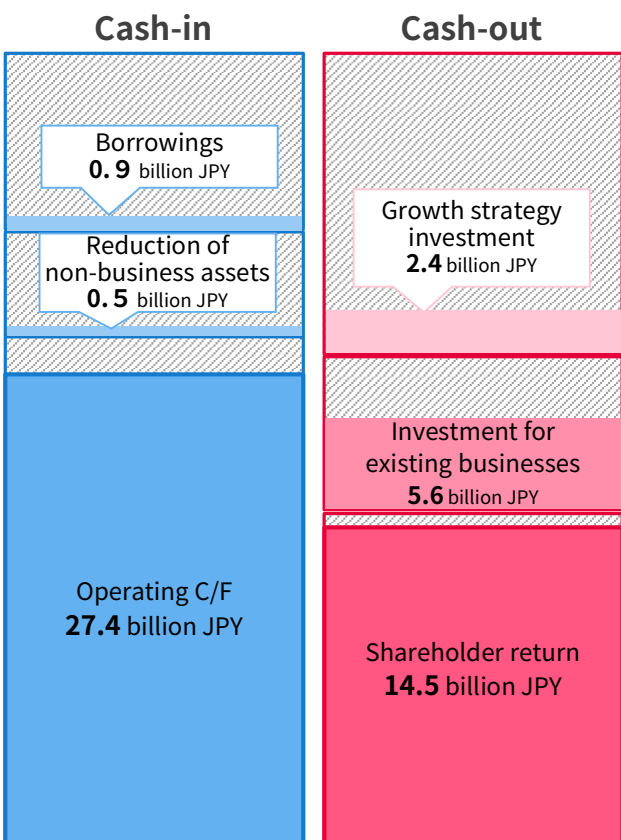 Cash-in
Borrowings
0.9 billion JPY
Reduction of
non-business assets
0.5 billion JPY
Operating C/F
27.4 billion JPY
Cash-out
Growth strategy
investment
2.4 billion JPY
Investment for
existing businesses
5.6 billion JPY
Shareholder return
14.5 billion JPY